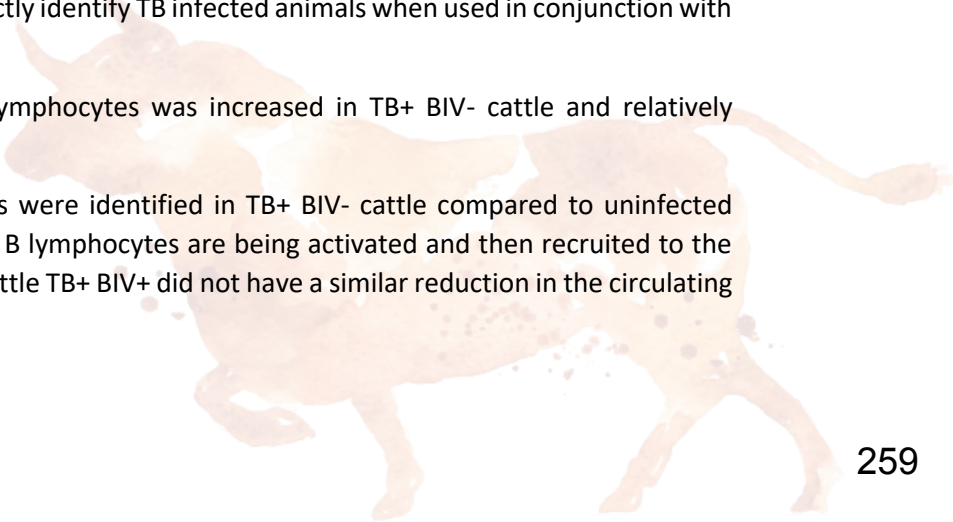 ctly identify TB infected animals when used in conjunction with
ymphocytes was increased in TB+ BIV- cattle and relatively
s were identified in TB+ BIV- cattle compared to uninfected
B lymphocytes are being activated and then recruited to the
ttle TB+ BIV+ did not have a similar reduction in the circulating
259